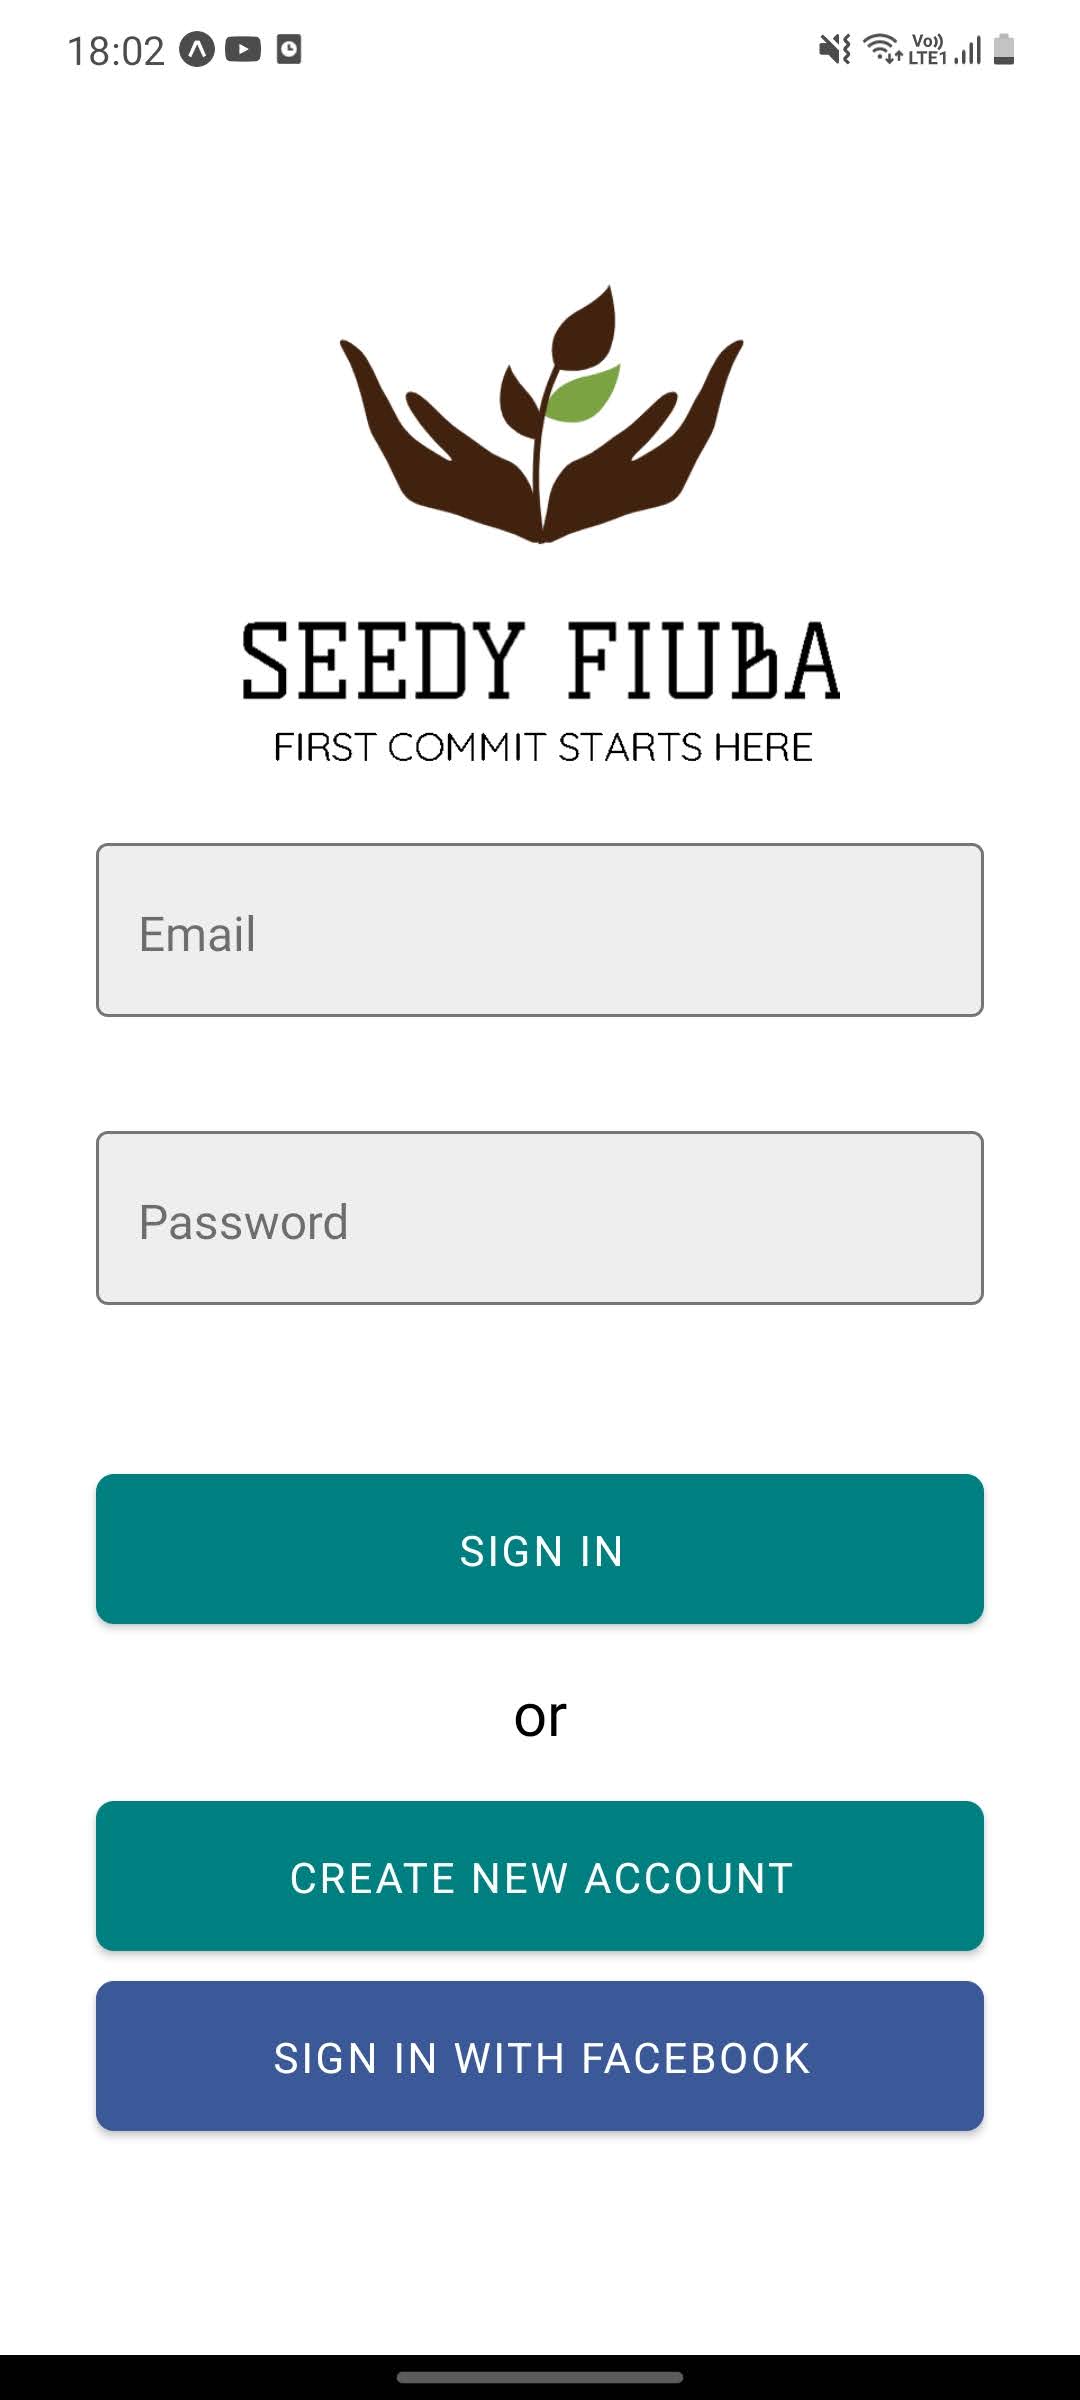 18:02
Vo)) LTE1
SEEDY FIUBA
FIRST COMMIT STARTS HERE
Email
Password
SIGN IN
or
CREATE NEW ACCOUNT
SIGN IN WITH FACEBOOK